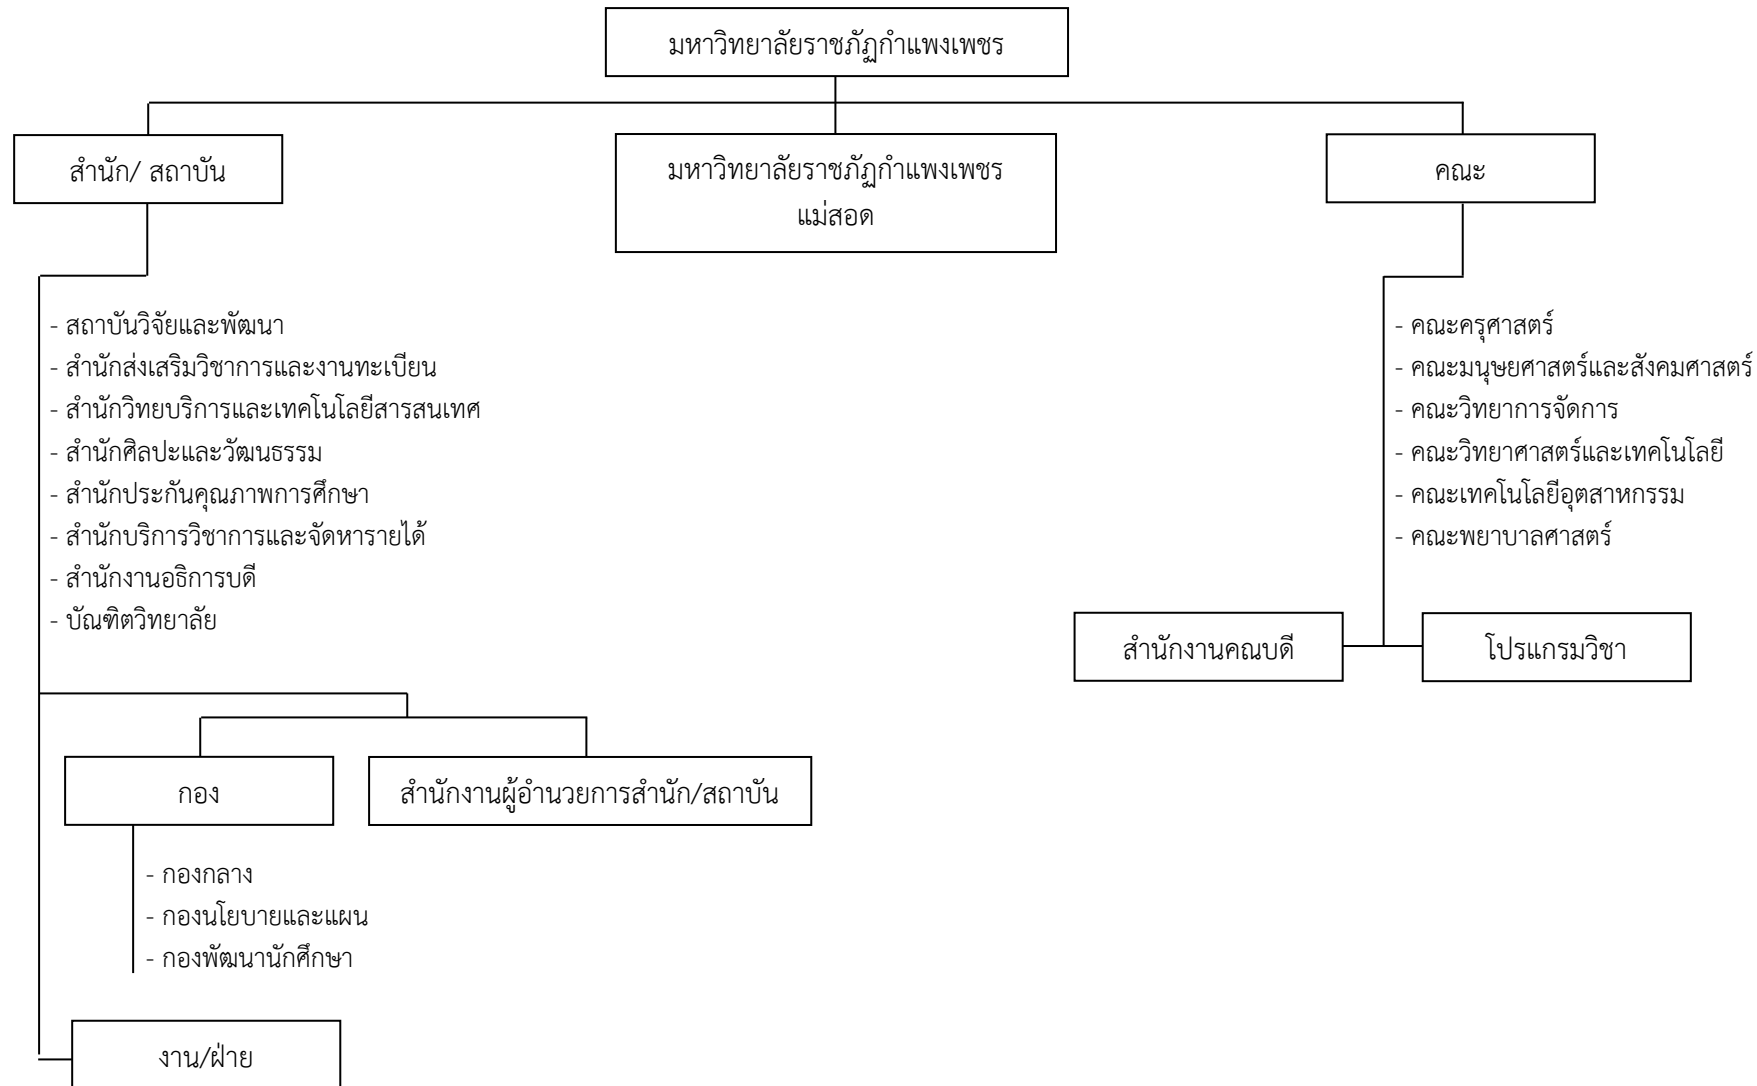 มหาวิทยาลัยราชภัฏกำแพงเพชร
สำนัก/ สถาบัน
มหาวิทยาลัยราชภัฏกำแพงเพชร
แม่สอด
คณะ
- สถาบันวิจัยและพัฒนา
- สำนักส่งเสริมวิชาการและงานทะเบียน
- สำนักวิทยบริการและเทคโนโลยีสารสนเทศ
- สำนักศิลปะและวัฒนธรรม
- สำนักประกันคุณภาพการศึกษา
- สำนักบริการวิชาการและจัดหารายได้
- สำนักงานอธิการบดี
- บัณฑิตวิทยาลัย
- คณะครุศาสตร์
- คณะมนุษยศาสตร์และสังคมศาสตร์
- คณะวิทยาการจัดการ
- คณะวิทยาศาสตร์และเทคโนโลยี
- คณะเทคโนโลยีอุตสาหกรรม
- คณะพยาบาลศาสตร์
สำนักงานคณบดี
โปรแกรมวิชา
กอง
สำนักงานผู้อำนวยการสำนัก/สถาบัน
- กองกลาง
- กองนโยบายและแผน
- กองพัฒนานักศึกษา
งาน/ฝ่าย